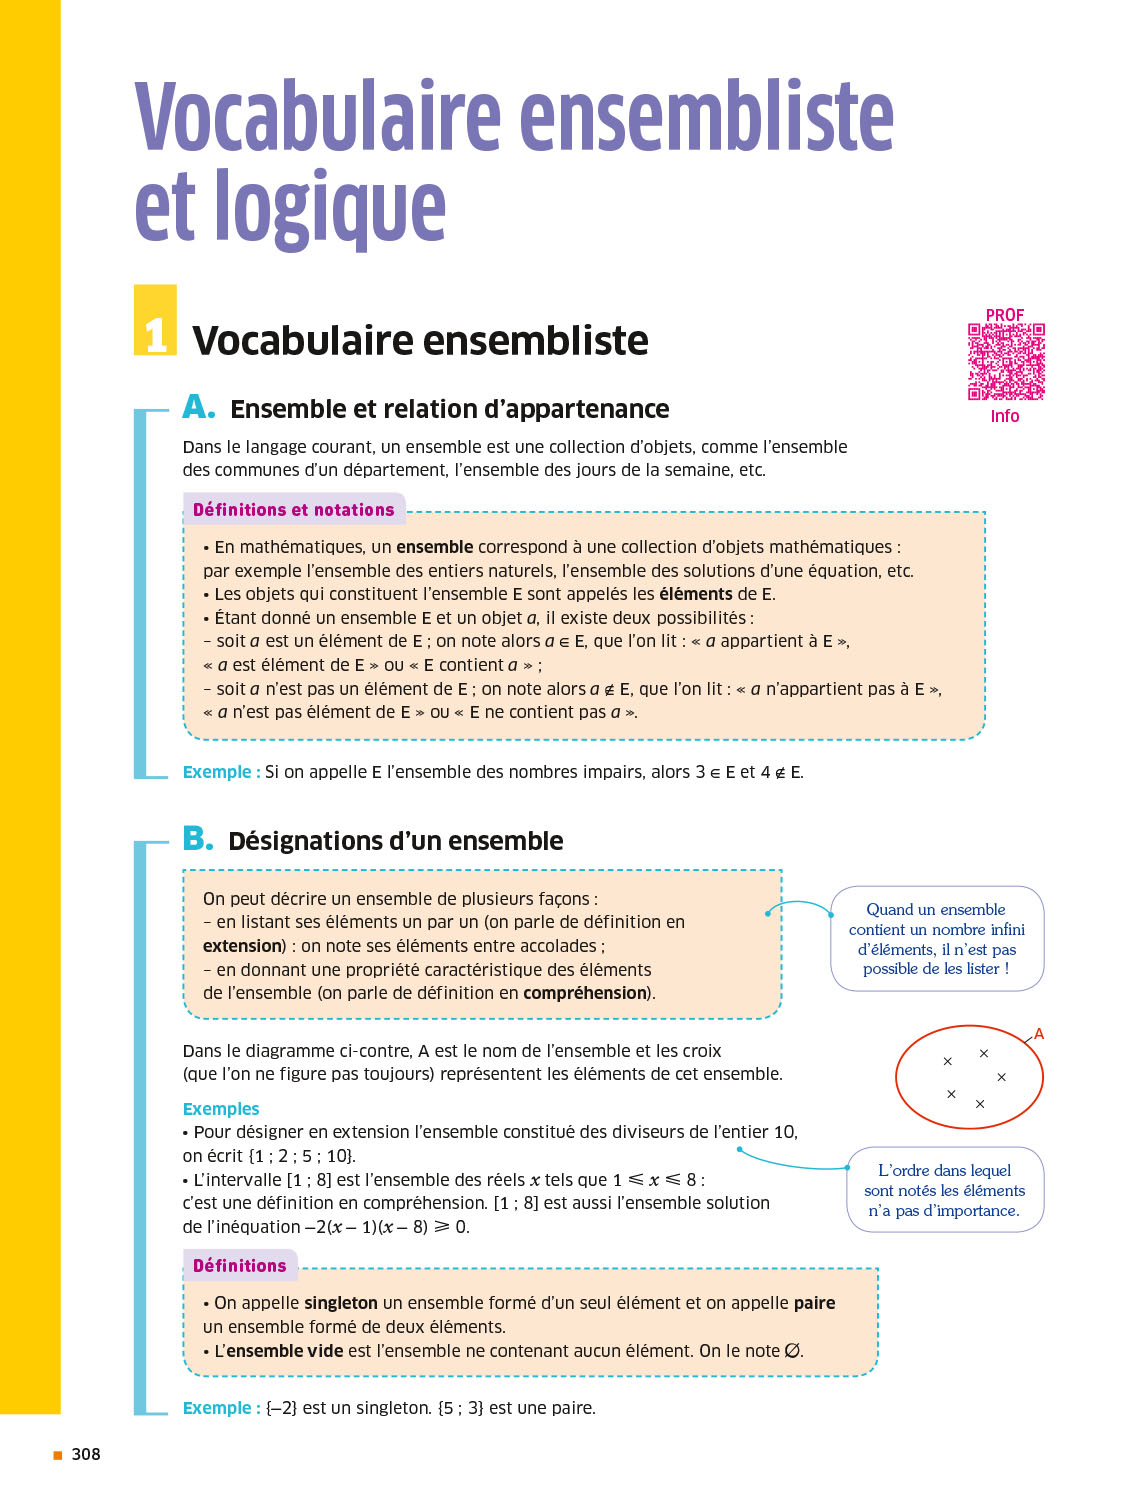 Vocabulaire ensembliste
et logique
1 Vocabulaire ensembliste
PROF
Info
A. Ensemble et relation d'appartenance
Dans le langage courant, un ensemble est une collection d'objets, comme l'ensemble
des communes d'un département, l'ensemble des jours de la semaine, etc.
Définitions et notations
• En mathématiques, un ensemble correspond à une collection d'objets mathématiques :
par exemple l'ensemble des entiers naturels, l'ensemble des solutions d'une équation, etc.
• Les objets qui constituent l'ensemble E sont appelés les éléments de E.
• Étant donné un ensemble E et un objet a, il existe deux possibilités :
– soit a est un élément de E ; on note alors a ∈ E, que l'on lit : « a appartient à E »,
« a est élément de E » ou « E contient a » ;
– soit a n'est pas un élément de E ; on note alors a ∉ E, que l'on lit : « a n'appartient pas à E »,
« a n'est pas élément de E » ou « E ne contient pas a ».
Exemple : Si on appelle E l'ensemble des nombres impairs, alors 3 ∈ E et 4 ∉ E.
B. Désignations d'un ensemble
On peut décrire un ensemble de plusieurs façons :
– en listant ses éléments un par un (on parle de définition en
extension) : on note ses éléments entre accolades ;
– en donnant une propriété caractéristique des éléments
de l'ensemble (on parle de définition en compréhension).
Quand un ensemble
contient un nombre infini
d'éléments, il n'est pas
possible de les lister !
Dans le diagramme ci-contre, A est le nom de l'ensemble et les croix
(que l'on ne figure pas toujours) représentent les éléments de cet ensemble.
A
Exemples
• Pour désigner en extension l'ensemble constitué des diviseurs de l'entier 10,
on écrit {1 ; 2 ; 5 ; 10}.
• L'intervalle [1 ; 8] est l'ensemble des réels x tels que 1 ⩽ x ⩽ 8 :
c'est une définition en compréhension. [1 ; 8] est aussi l'ensemble solution
de l'inéquation –2(x – 1)(x – 8) ⩾ 0.
L'ordre dans lequel
sont notés les éléments
n'a pas d'importance.
Définitions
• On appelle singleton un ensemble formé d'un seul élément et on appelle paire
un ensemble formé de deux éléments.
• L'ensemble vide est l'ensemble ne contenant aucun élément. On le note ∅.
Exemple : {–2} est un singleton. {5 ; 3} est une paire.
308